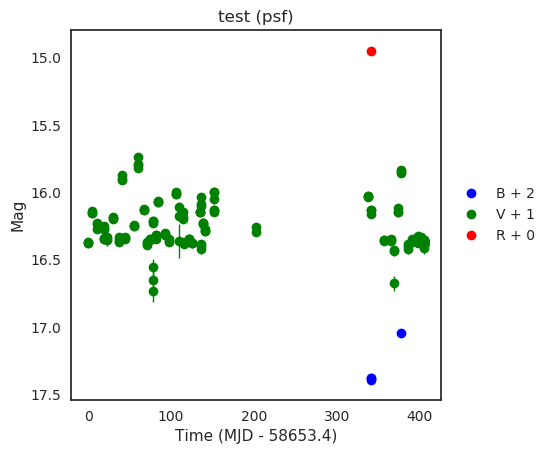 test (psf)
15.0
15.5
16.0
16.5
17.0
17.5
Mag
0
100
200
300
400
Time (MJD - 58653.4)
B + 2
V + 1
R + 0